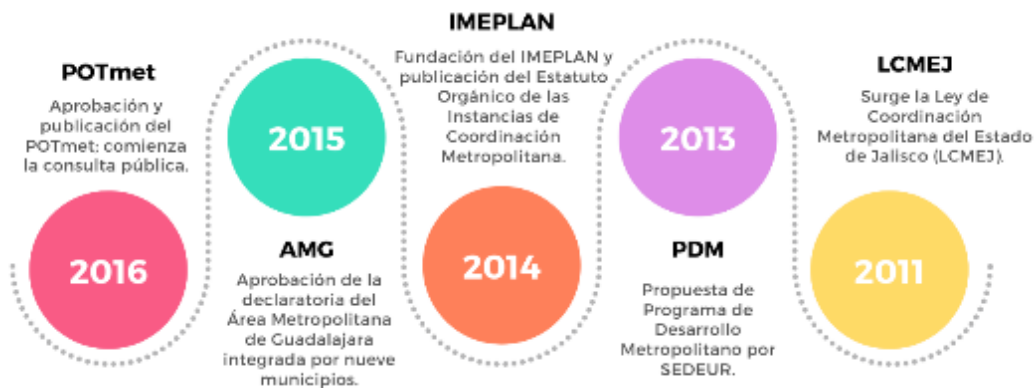 POTmet
Aprobación y
publicación del
POTmet: comienza
la consulta pública.
2016
2015
AMG
Aprobación de la
declaratoria del
Área Metropolitana
de Guadalajara
integrada por nueve
municipios.
IMEPLAN
Fundación del IMEPLAN y
publicación del Estatuto
Orgánico de las
Instancias de
Coordinación
Metropolitana.
2014
2013
PDM
Propuesta de
Programa de
Desarrollo
Metropolitano por
SEDEUR.
LCMEJ
Surge la Ley de
Coordinación
Metropolitana del Estado
de Jalisco (LCMEJ).
2011